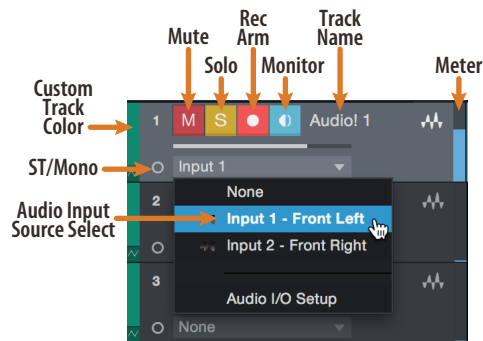 Mute
Solo
Rec
Arm
Monitor
Track
Name
Meter
Custom
Track
Color
1 M S Audio! 1
ST/Mono
Input 1
Audio Input
Source Select
None
2
Input 1 - Front Left
Input 2 - Front Right
3
Audio I/O Setup
None